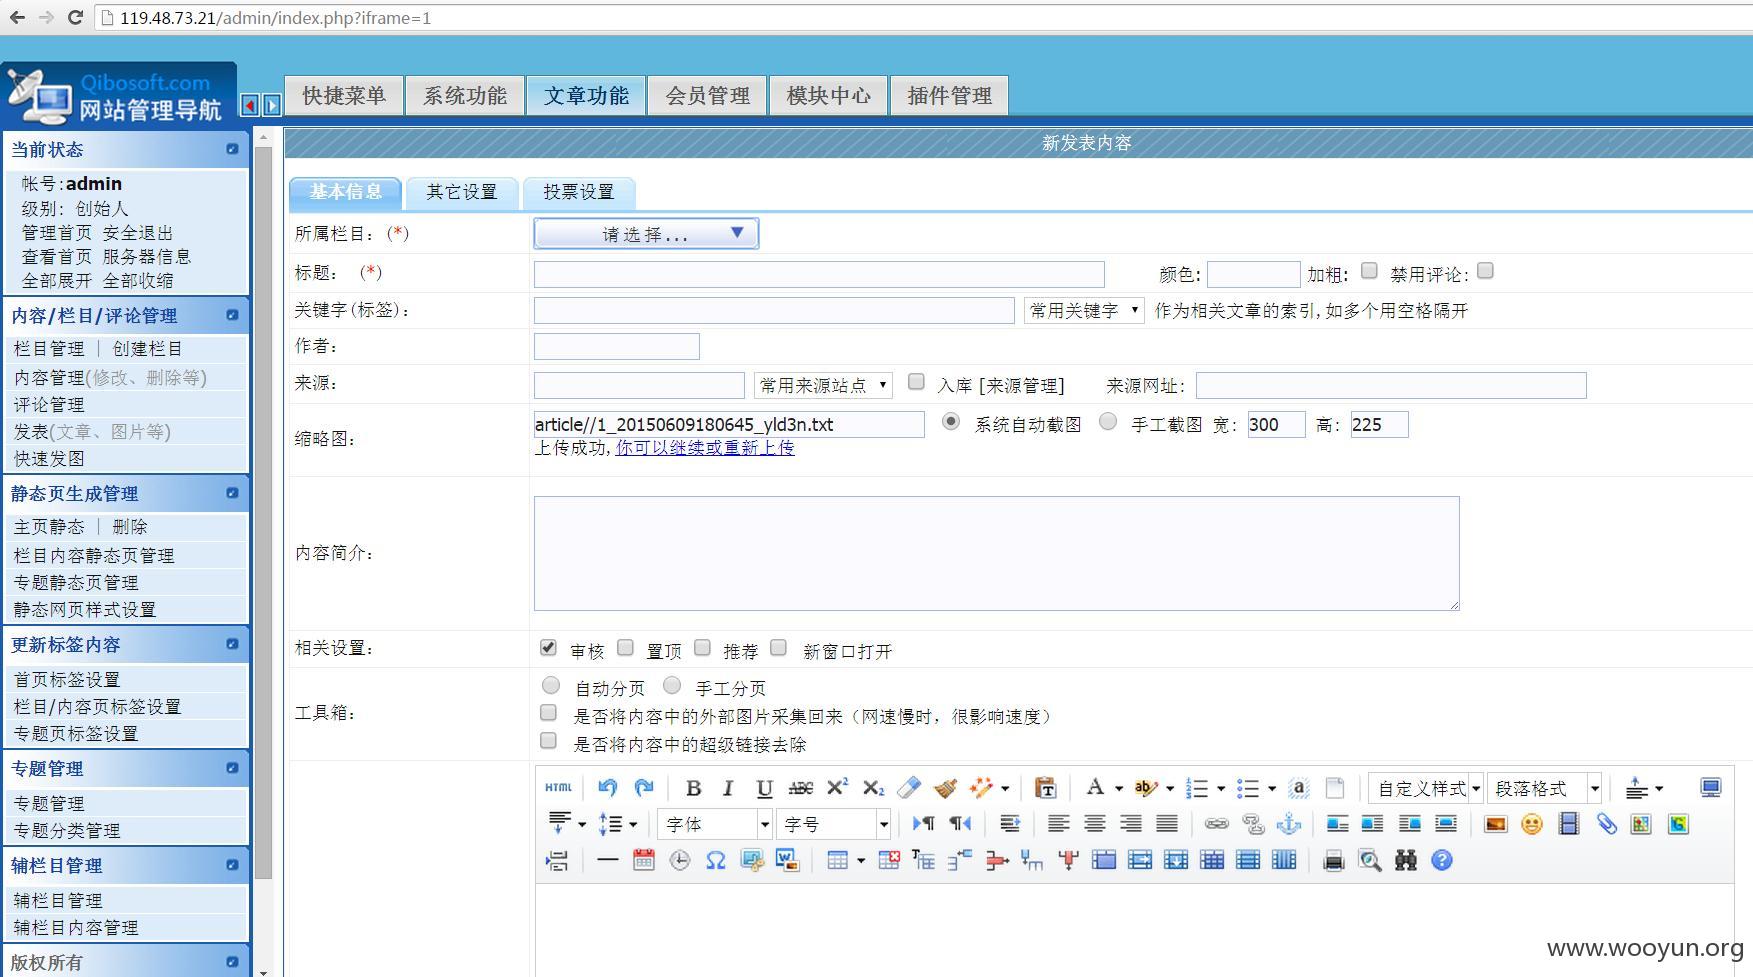 119.48.73.21/admin/index.php?iframe=1
Qibosoft.com
网站管理导航
快捷菜单 系统功能 文章功能 会员管理 模块中心 插件管理
当前状态
帐号:admin
级别: 创始人
管理首页 安全退出
查看首页 服务器信息
全部展开 全部收缩
内容/栏目/评论管理
栏目管理 | 创建栏目
内容管理(修改、删除等)
评论管理
发表(文章、图片等)
快速发图
静态页生成管理
主页静态 | 删除
栏目内容静态页管理
专题静态页管理
静态网页样式设置
更新标签内容
首页标签设置
栏目/内容页标签设置
专题页标签设置
专题管理
专题管理
专题分类管理
辅栏目管理
辅栏目管理
辅栏目内容管理
版权所有
新发表内容
基本信息 其它设置 投票设置
所属栏目: (*) 请选择...
标题: (*) 颜色: 加粗: 禁用评论:
关键字(标签): 常用关键字 作为相关文章的索引,如多个用空格隔开
作者:
来源: 常用来源站点 入库 [来源管理] 来源网址:
缩略图: article//1_20150609180645_yld3n.txt 系统自动截图 手工截图 宽: 300 高: 225
上传成功,你可以继续或重新上传
内容简介:
相关设置: 审核 置顶 推荐 新窗口打开
工具箱: 自动分页 手工分页
是否将内容中的外部图片采集回来（网速慢时，很影响速度）
是否将内容中的超级链接去除
HTML B I U ABC X² X₂ T A ab 自定义样式 段落格式
字体 字号
www.wooyun.org